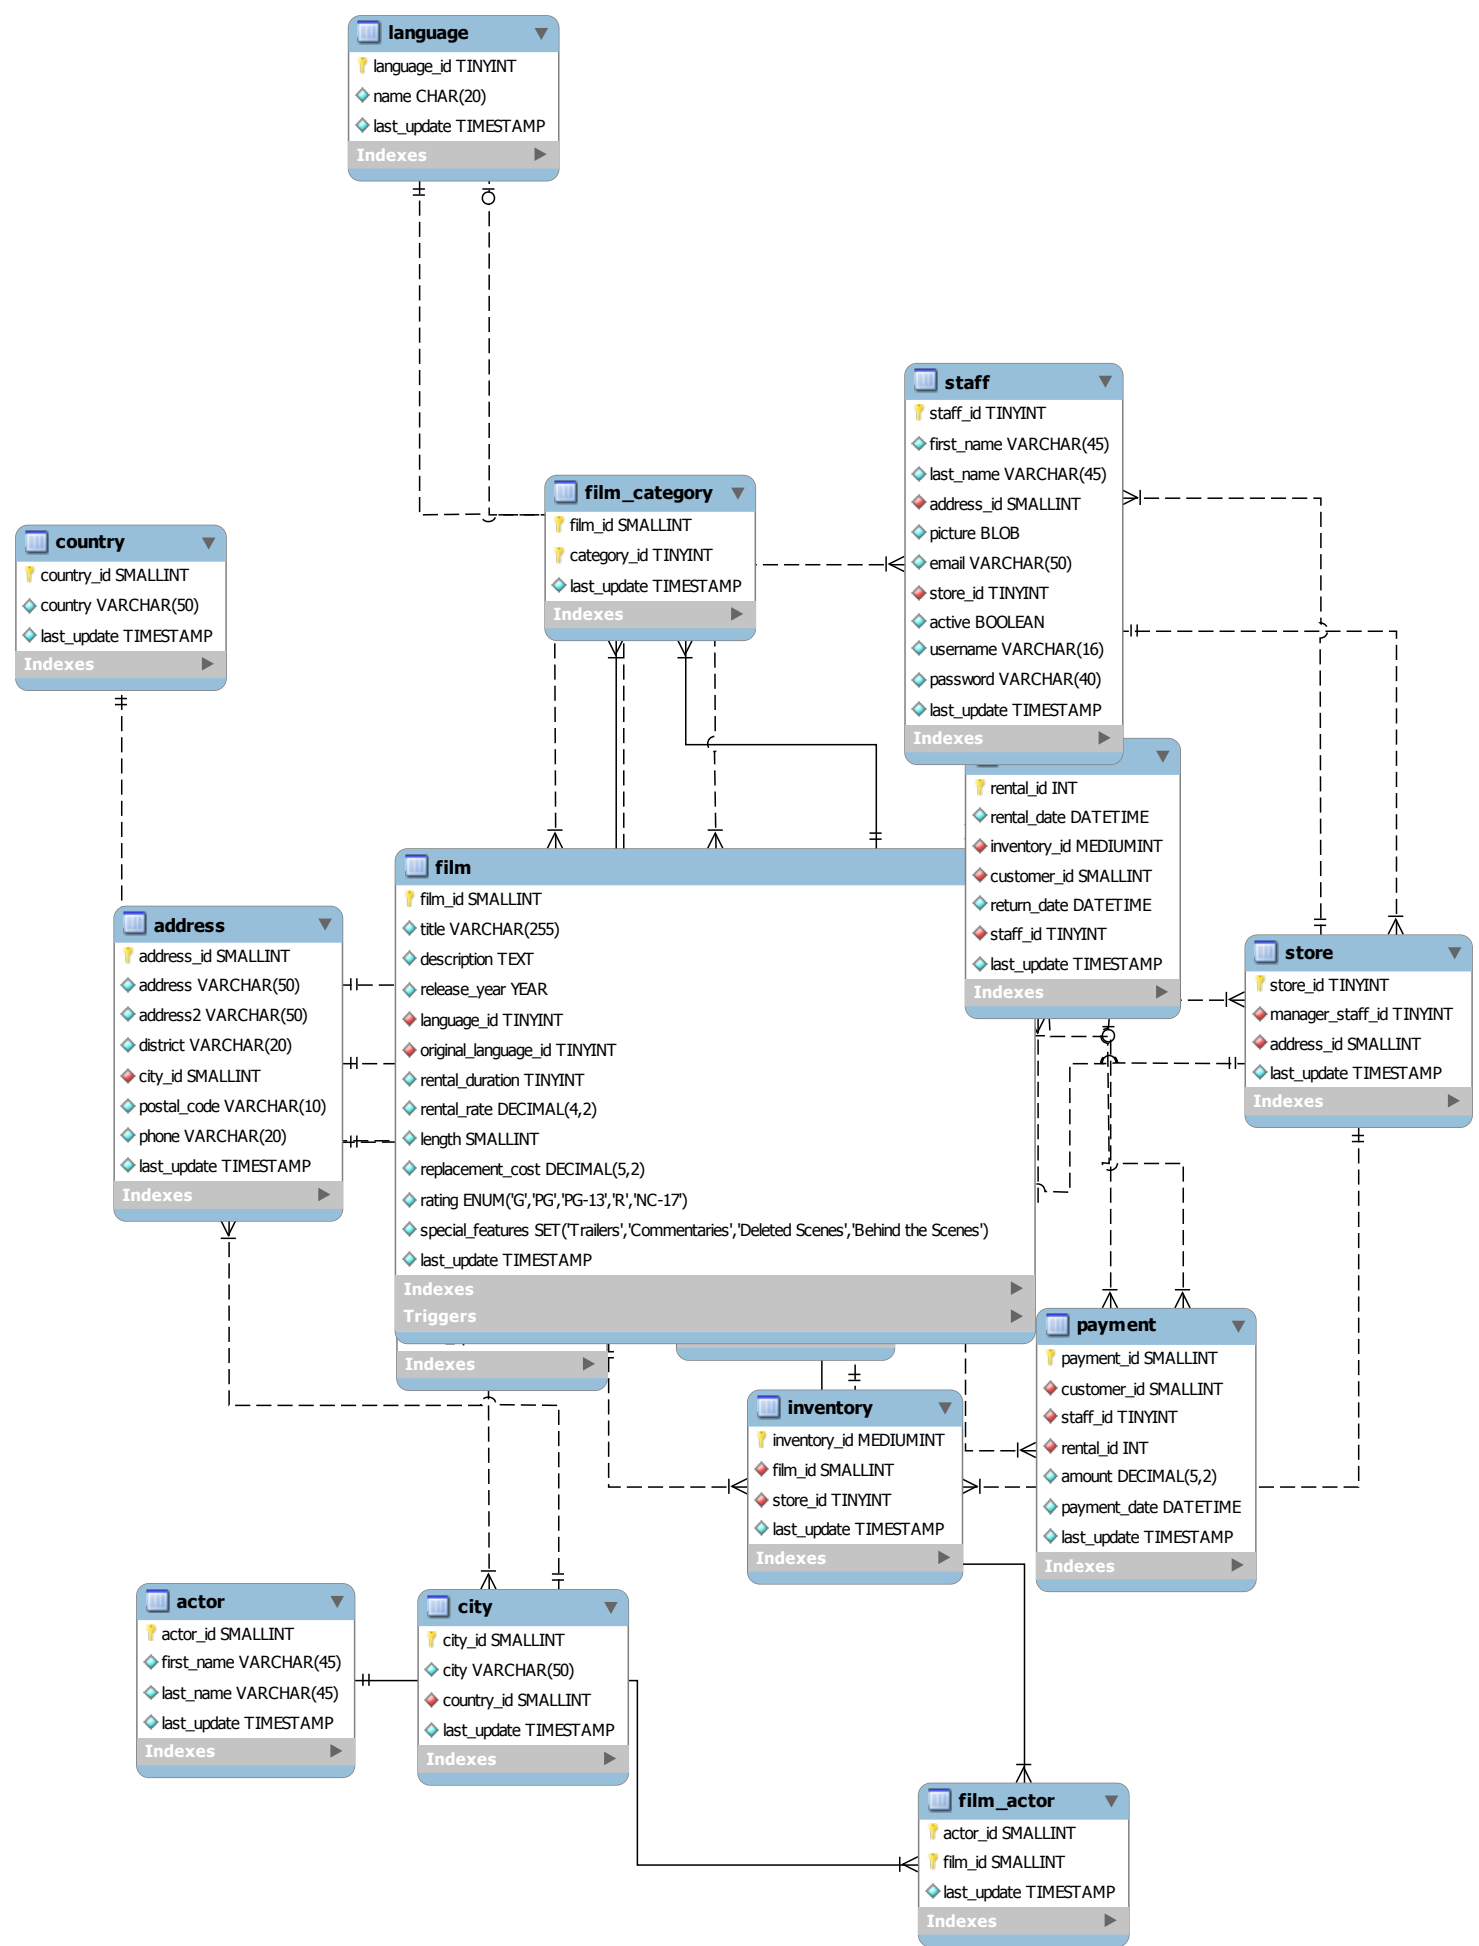 language
language_id TINYINT
name CHAR(20)
last_update TIMESTAMP
Indexes
staff
staff_id TINYINT
first_name VARCHAR(45)
last_name VARCHAR(45)
address_id SMALLINT
picture BLOB
email VARCHAR(50)
store_id TINYINT
active BOOLEAN
username VARCHAR(16)
password VARCHAR(40)
last_update TIMESTAMP
Indexes
film_category
film_id SMALLINT
category_id TINYINT
last_update TIMESTAMP
Indexes
country
country_id SMALLINT
country VARCHAR(50)
last_update TIMESTAMP
Indexes
rental_id INT
rental_date DATETIME
inventory_id MEDIUMINT
customer_id SMALLINT
return_date DATETIME
staff_id TINYINT
last_update TIMESTAMP
Indexes
film
film_id SMALLINT
title VARCHAR(255)
description TEXT
release_year YEAR
language_id TINYINT
original_language_id TINYINT
rental_duration TINYINT
rental_rate DECIMAL(4,2)
length SMALLINT
replacement_cost DECIMAL(5,2)
rating ENUM('G','PG','PG-13','R','NC-17')
special_features SET('Trailers','Commentaries','Deleted Scenes','Behind the Scenes')
last_update TIMESTAMP
Indexes
Triggers
Indexes
address
address_id SMALLINT
address VARCHAR(50)
address2 VARCHAR(50)
district VARCHAR(20)
city_id SMALLINT
postal_code VARCHAR(10)
phone VARCHAR(20)
last_update TIMESTAMP
Indexes
store
store_id TINYINT
manager_staff_id TINYINT
address_id SMALLINT
last_update TIMESTAMP
Indexes
payment
payment_id SMALLINT
customer_id SMALLINT
staff_id TINYINT
rental_id INT
amount DECIMAL(5,2)
payment_date DATETIME
last_update TIMESTAMP
Indexes
inventory
inventory_id MEDIUMINT
film_id SMALLINT
store_id TINYINT
last_update TIMESTAMP
Indexes
actor
actor_id SMALLINT
first_name VARCHAR(45)
last_name VARCHAR(45)
last_update TIMESTAMP
Indexes
city
city_id SMALLINT
city VARCHAR(50)
country_id SMALLINT
last_update TIMESTAMP
Indexes
film_actor
actor_id SMALLINT
film_id SMALLINT
last_update TIMESTAMP
Indexes